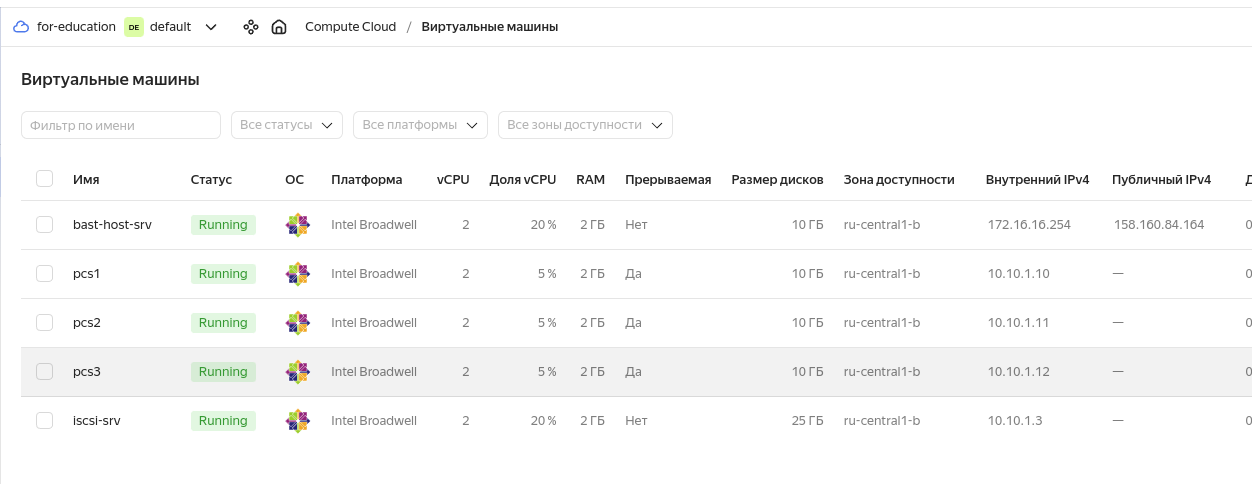 for-education DE default Compute Cloud / Виртуальные машины
Виртуальные машины
Фильтр по имени Все статусы Все платформы Все зоны доступности
Имя Статус ОС Платформа vCPU Доля vCPU RAM Прерываемая Размер дисков Зона доступности Внутренний IPv4 Публичный IPv4
bast-host-srv Running Intel Broadwell 2 20 % 2 ГБ Нет 10 ГБ ru-central1-b 172.16.16.254 158.160.84.164
pcs1 Running Intel Broadwell 2 5 % 2 ГБ Да 10 ГБ ru-central1-b 10.10.1.10 —
pcs2 Running Intel Broadwell 2 5 % 2 ГБ Да 10 ГБ ru-central1-b 10.10.1.11 —
pcs3 Running Intel Broadwell 2 5 % 2 ГБ Да 10 ГБ ru-central1-b 10.10.1.12 —
iscsi-srv Running Intel Broadwell 2 20 % 2 ГБ Нет 25 ГБ ru-central1-b 10.10.1.3 —